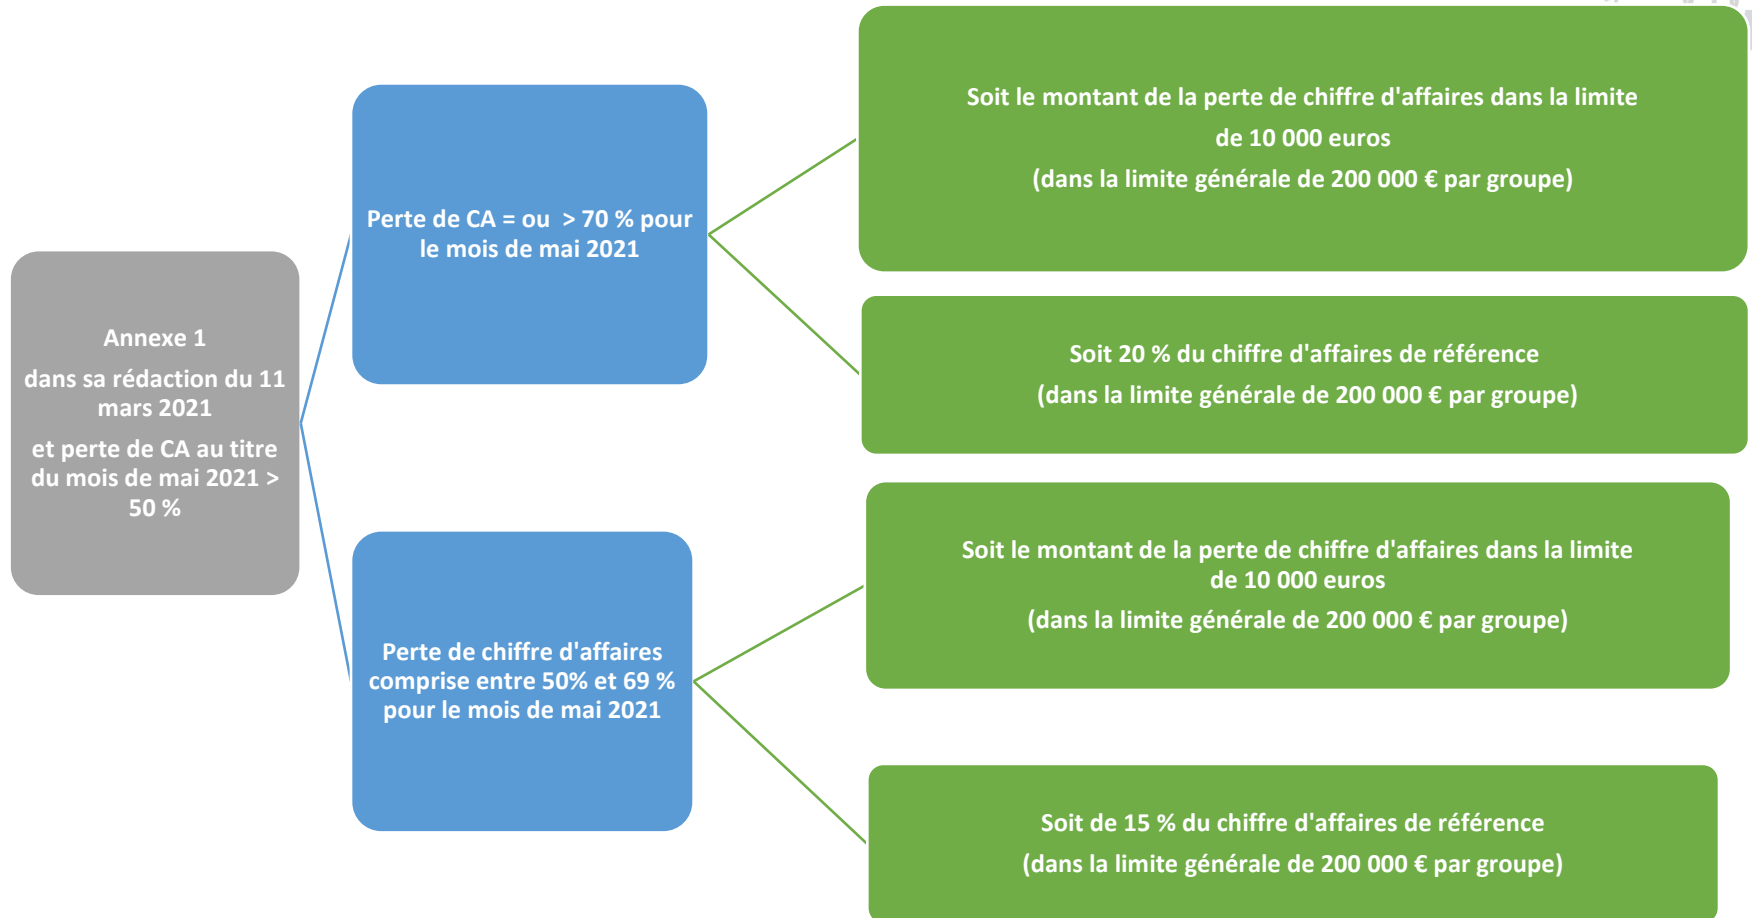 Annexe 1
dans sa rédaction du 11
mars 2021
et perte de CA au titre
du mois de mai 2021 >
50 %
Perte de CA = ou > 70 % pour
le mois de mai 2021
Soit le montant de la perte de chiffre d'affaires dans la limite
de 10 000 euros
(dans la limite générale de 200 000 € par groupe)
Soit 20 % du chiffre d'affaires de référence
(dans la limite générale de 200 000 € par groupe)
Perte de chiffre d'affaires
comprise entre 50% et 69 %
pour le mois de mai 2021
Soit le montant de la perte de chiffre d'affaires dans la limite
de 10 000 euros
(dans la limite générale de 200 000 € par groupe)
Soit de 15 % du chiffre d'affaires de référence
(dans la limite générale de 200 000 € par groupe)